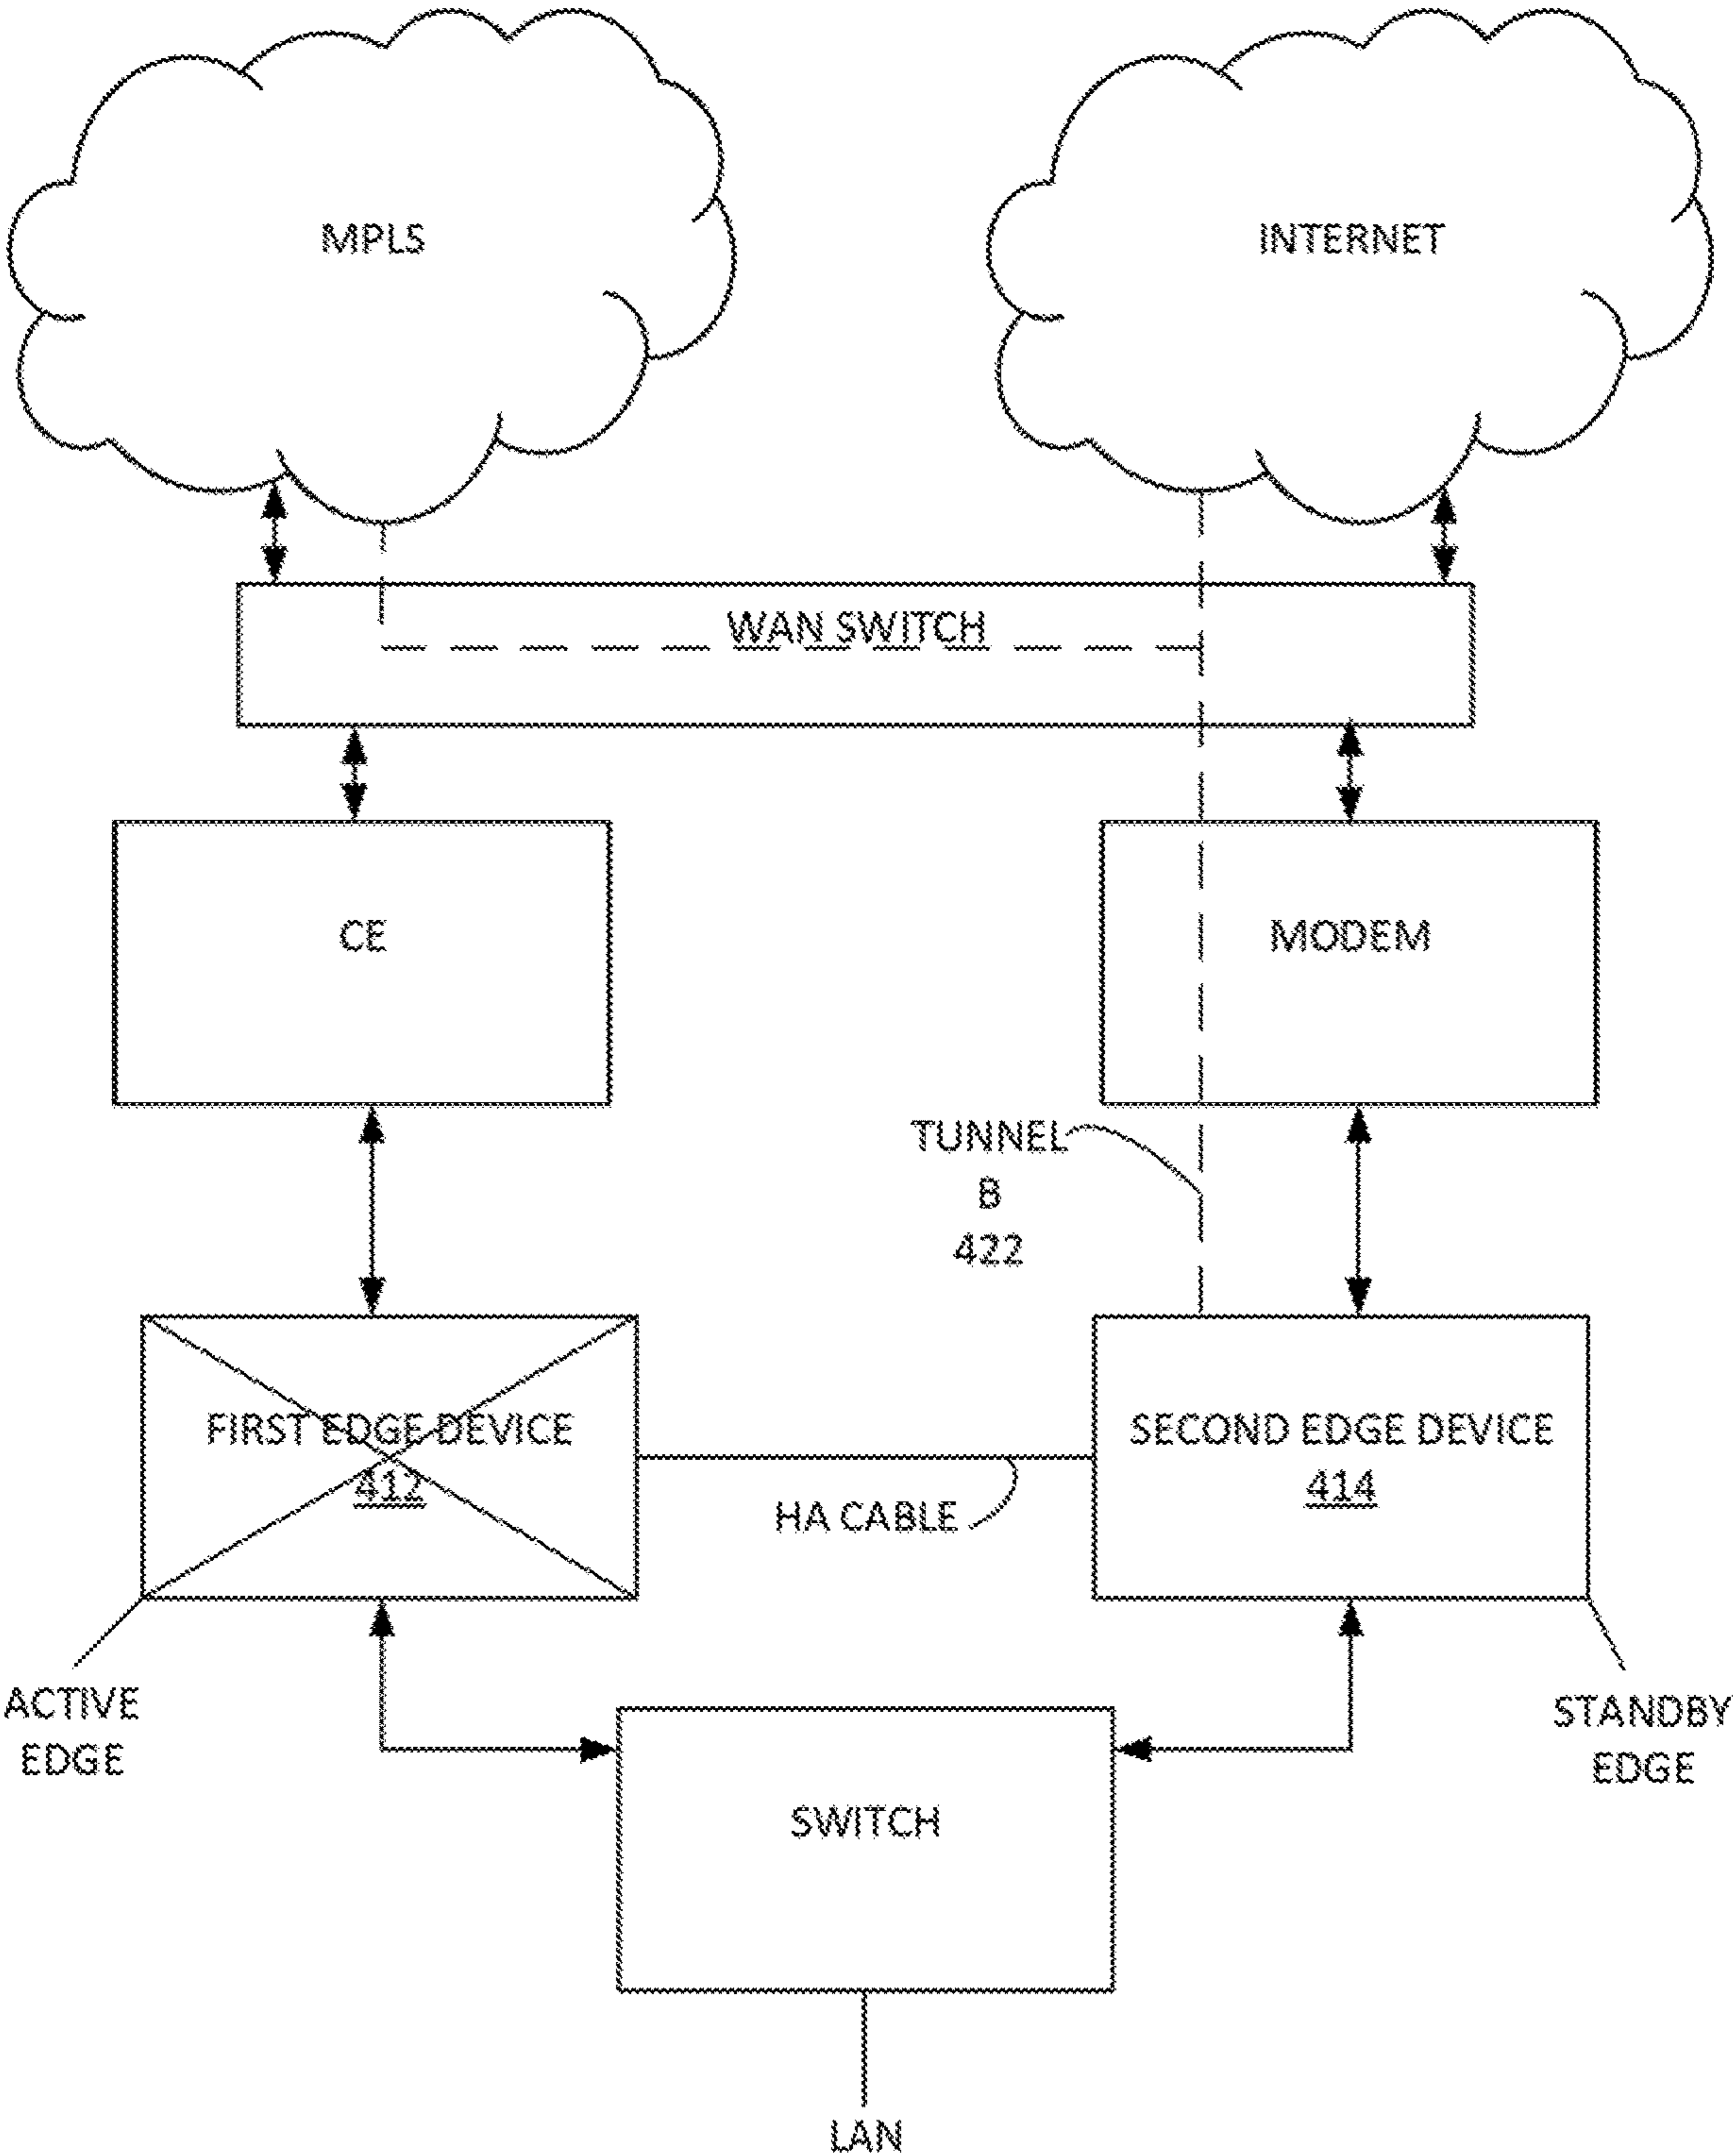 MPLS
INTERNET
WAN SWITCH
CE
MODEM
TUNNEL
B
422
FIRST EDGE DEVICE
412
SECOND EDGE DEVICE
414
HA CABLE
ACTIVE
EDGE
STANDBY
EDGE
SWITCH
LAN